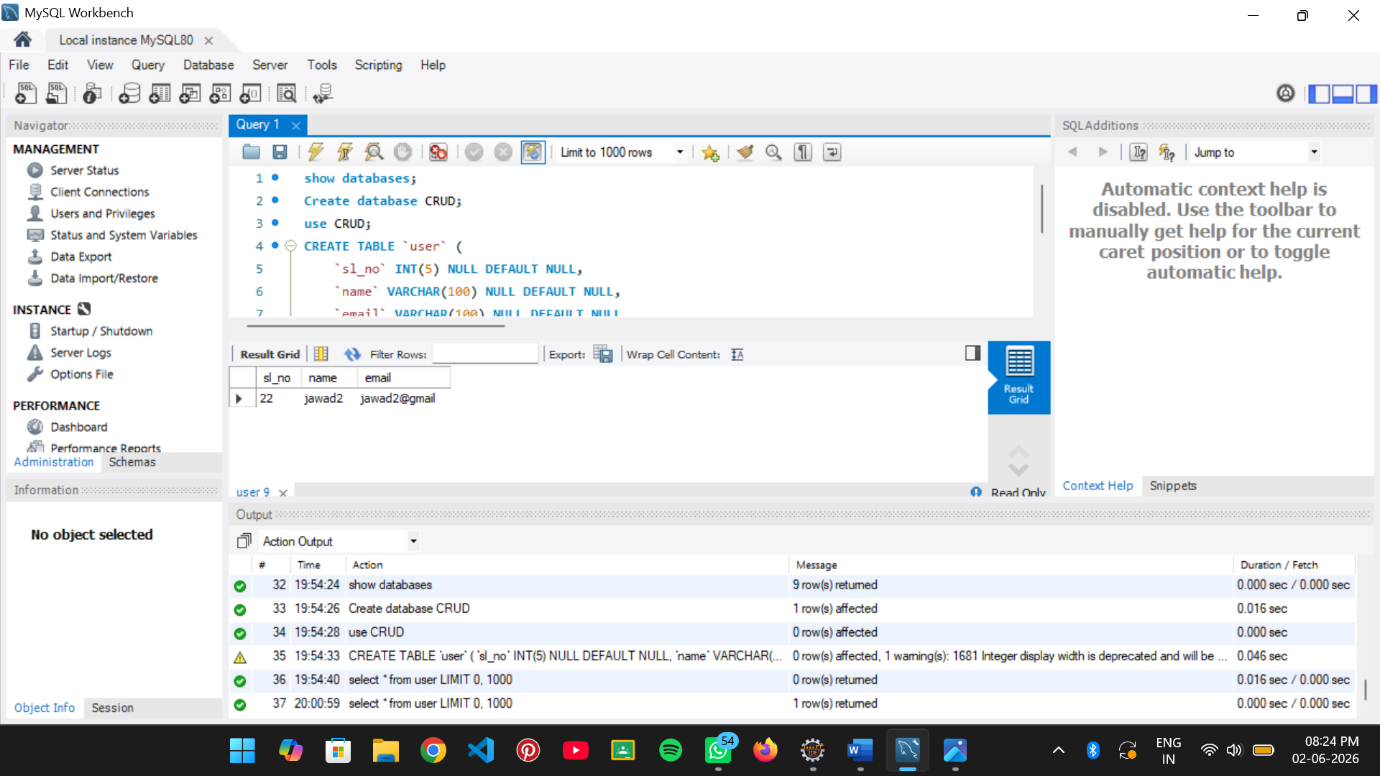 MySQL Workbench
Local instance MySQL80
File Edit View Query Database Server Tools Scripting Help
Navigator
MANAGEMENT
Server Status
Client Connections
Users and Privileges
Status and System Variables
Data Export
Data Import/Restore
INSTANCE
Startup / Shutdown
Server Logs
Options File
PERFORMANCE
Dashboard
Performance Reports
Administration Schemas
Information
No object selected
Object Info Session
Query 1
Limit to 1000 rows
1 show databases;
2 Create database CRUD;
3 use CRUD;
4 CREATE TABLE `user` (
5 `sl_no` INT(5) NULL DEFAULT NULL,
6 `name` VARCHAR(100) NULL DEFAULT NULL,
7 `email` VARCHAR(100) NULL DEFAULT NULL
Result Grid Filter Rows: Export: Wrap Cell Content:
sl_no name email
22 jawad2 jawad2@gmail
Result
Grid
user 9
Read Only
SQLAdditions
Jump to
Automatic context help is
disabled. Use the toolbar to
manually get help for the current
caret position or to toggle
automatic help.
Context Help Snippets
Output
Action Output
# Time Action Message Duration / Fetch
32 19:54:24 show databases 9 row(s) returned 0.000 sec / 0.000 sec
33 19:54:26 Create database CRUD 1 row(s) affected 0.016 sec
34 19:54:28 use CRUD 0 row(s) affected 0.000 sec
35 19:54:33 CREATE TABLE `user` ( `sl_no` INT(5) NULL DEFAULT NULL, `name` VARCHAR(... 0 row(s) affected, 1 warning(s): 1681 Integer display width is deprecated and will be ... 0.046 sec
36 19:54:40 select * from user LIMIT 0, 1000 0 row(s) returned 0.016 sec / 0.000 sec
37 20:00:59 select * from user LIMIT 0, 1000 1 row(s) returned 0.000 sec / 0.000 sec
54
ENG
IN
08:24 PM
02-06-2026